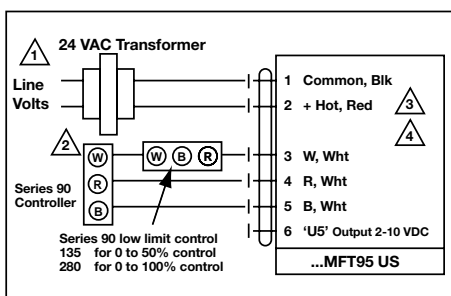 1
24 VAC Transformer
Line
Volts
1 Common, Blk
2 + Hot, Red
3
4
2
W
R
B
W B R
3 W, Wht
4 R, Wht
5 B, Wht
6 'U5' Output 2-10 VDC
Series 90
Controller
Series 90 low limit control
135 for 0 to 50% control
280 for 0 to 100% control
...MFT95 US